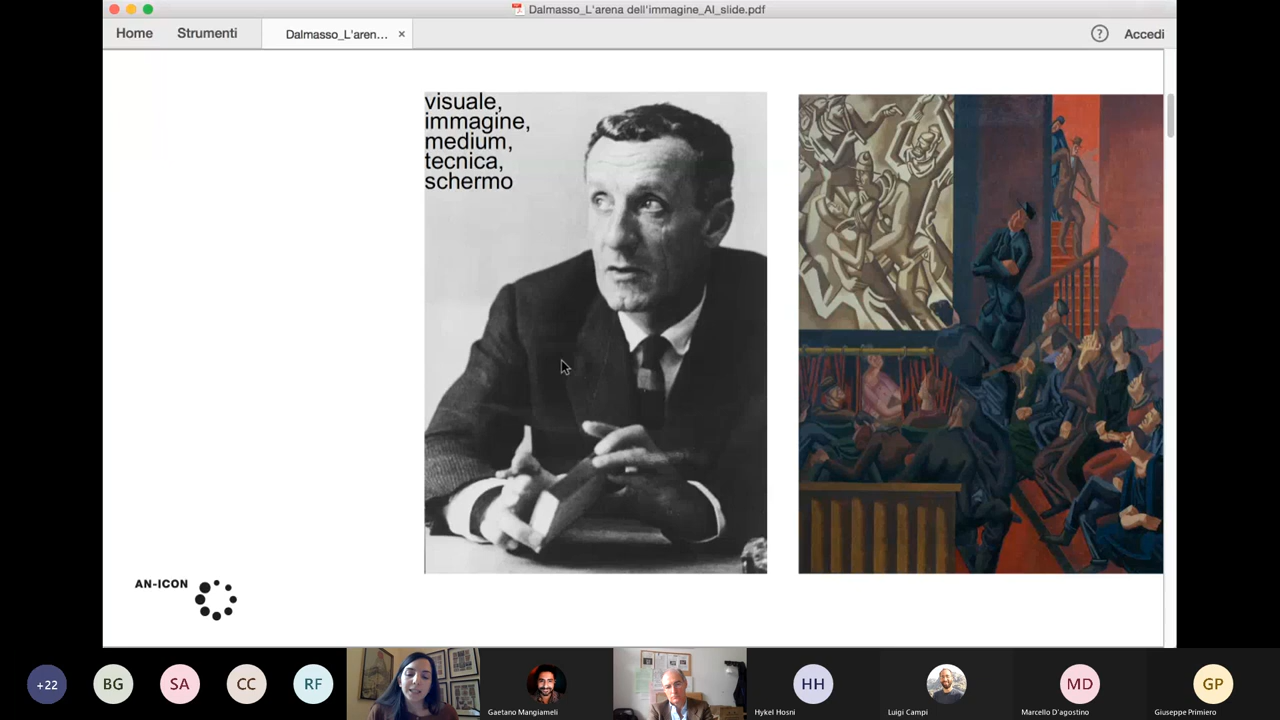 Dalmasso_L'arena dell'immagine_AI_slide.pdf
Home
Strumenti
Dalmasso_L'aren...
×
?
Accedi
visuale,
immagine,
medium,
tecnica,
schermo
AN-ICON
+22
BG
SA
CC
RF
Gaetano Mangiameli
HH
Hykel Hosni
Luigi Campi
MD
Marcello D'agostino
GP
Giuseppe Primiero